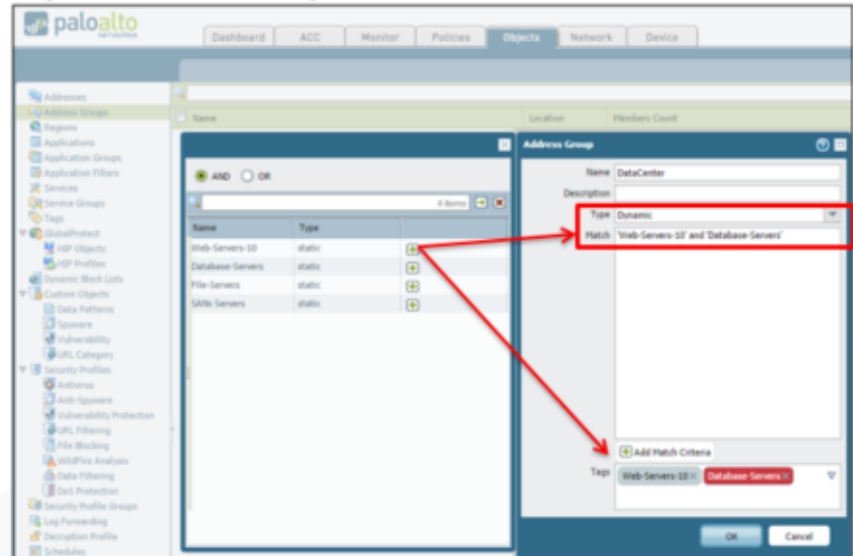 paloalto
NETWORKS
Dashboard
ACC
Monitor
Policies
Objects
Network
Device
Addresses
Address Groups
Regions
Applications
Application Groups
Application Filters
Services
Service Groups
Tags
GlobalProtect
HIP Objects
HIP Profiles
Dynamic Block Lists
Custom Objects
Data Patterns
Spyware
Vulnerability
URL Category
Security Profiles
Antivirus
Anti-Spyware
Vulnerability Protection
URL Filtering
File Blocking
WildFire Analysis
Data Filtering
DoS Protection
Security Profile Groups
Log Forwarding
Decryption Profile
Schedules
Name
Location
Members Count
AND
OR
4 items
Name
Type
Web-Servers-10
static
Database-Servers
static
File-Servers
static
SANs Servers
static
Address Group
Name
DataCenter
Description
Type
Dynamic
Match
'Web-Servers-10' and 'Database-Servers'
Add Match Criteria
Tags
Web-Servers-10
Database-Servers
OK
Cancel